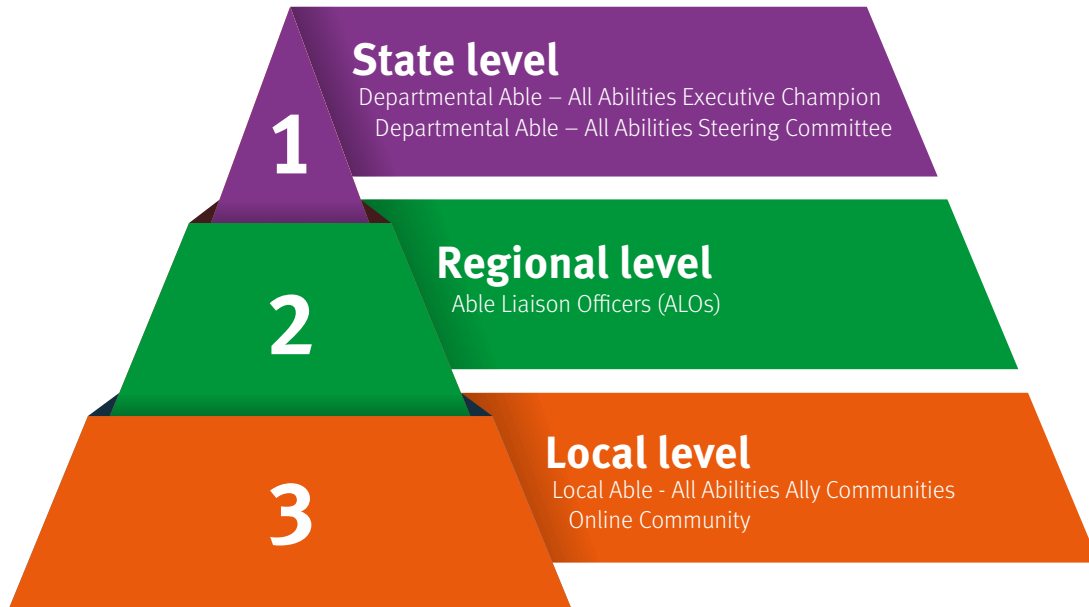 1
State level
Departmental Able – All Abilities Executive Champion
Departmental Able – All Abilities Steering Committee
2
Regional level
Able Liaison Officers (ALOs)
3
Local level
Local Able - All Abilities Ally Communities
Online Community